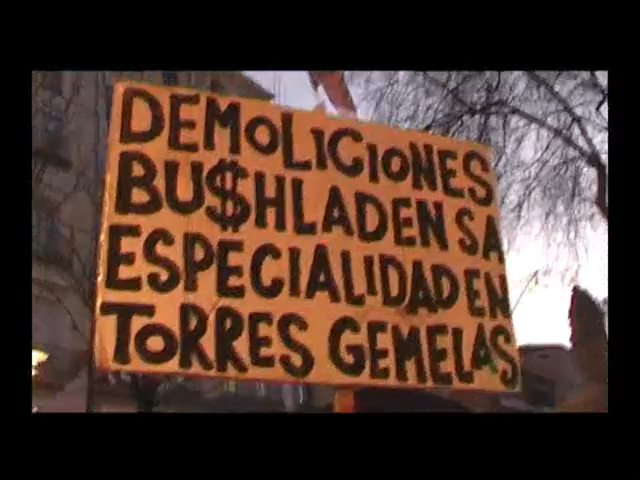 DEMOLICIONES
BU$HLADEN SA
ESPECIALIDAD EN
TORRES GEMELAS